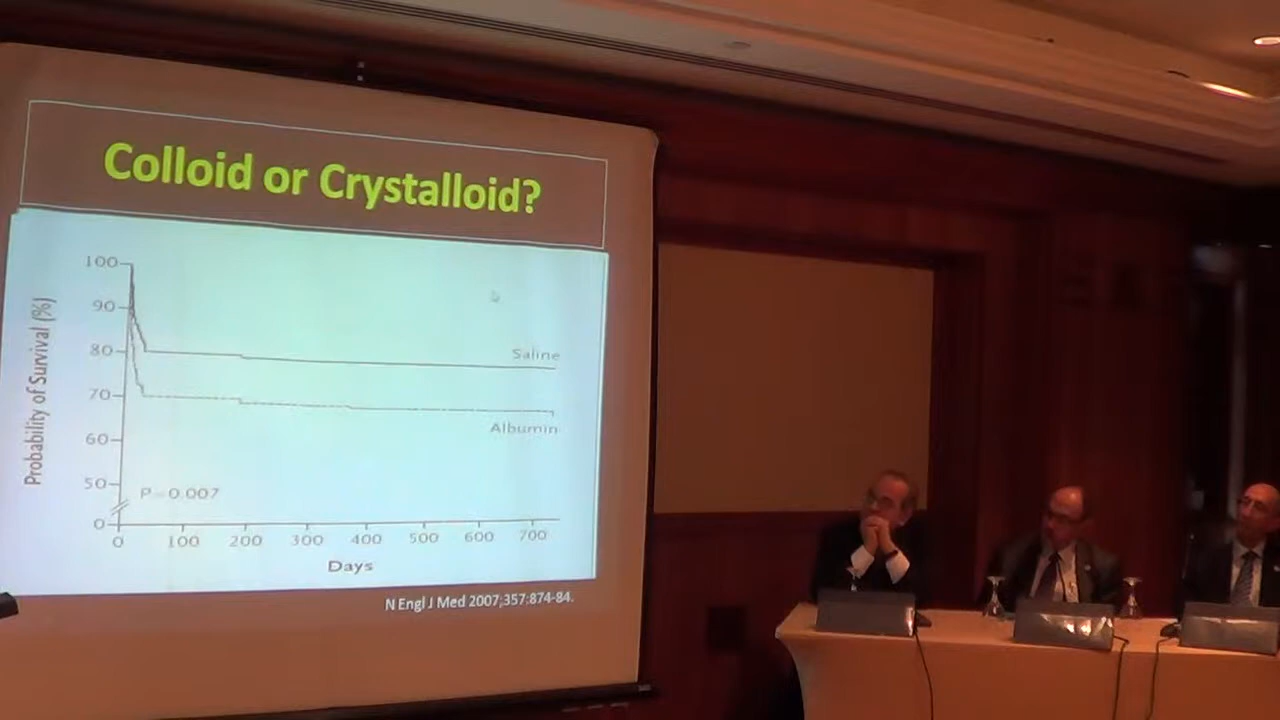 Colloid or Crystalloid?
Probability of Survival (%)
100
90
80
70
60
50
0
Saline
Albumin
P=0.007
0 100 200 300 400 500 600 700
Days
N Engl J Med 2007;357:874-84.